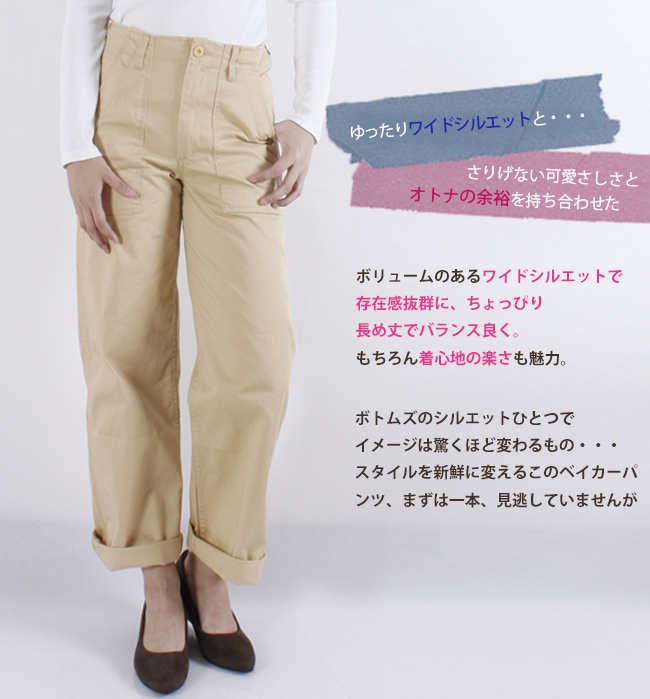 ゆったりワイドシルエットと・・・
さりげない可愛さしさと
オトナの余裕を持ち合わせた
ボリュームのあるワイドシルエットで
存在感抜群に、ちょっぴり
長め丈でバランス良く。
もちろん着心地の楽さも魅力。
ボトムズのシルエットひとつで
イメージは驚くほど変わるもの・・・
スタイルを新鮮に変えるこのベイカーパ
ンツ、まずは一本、見逃していませんが